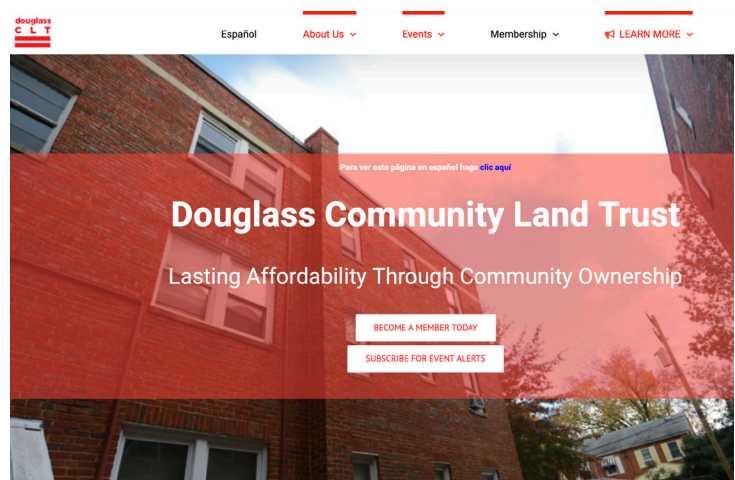 douglass
CLT
Español
About Us
Events
Membership
LEARN MORE
Para ver esta página en español haga clic aquí
Douglass Community Land Trust
Lasting Affordability Through Community Ownership
BECOME A MEMBER TODAY
SUBSCRIBE FOR EVENT ALERTS